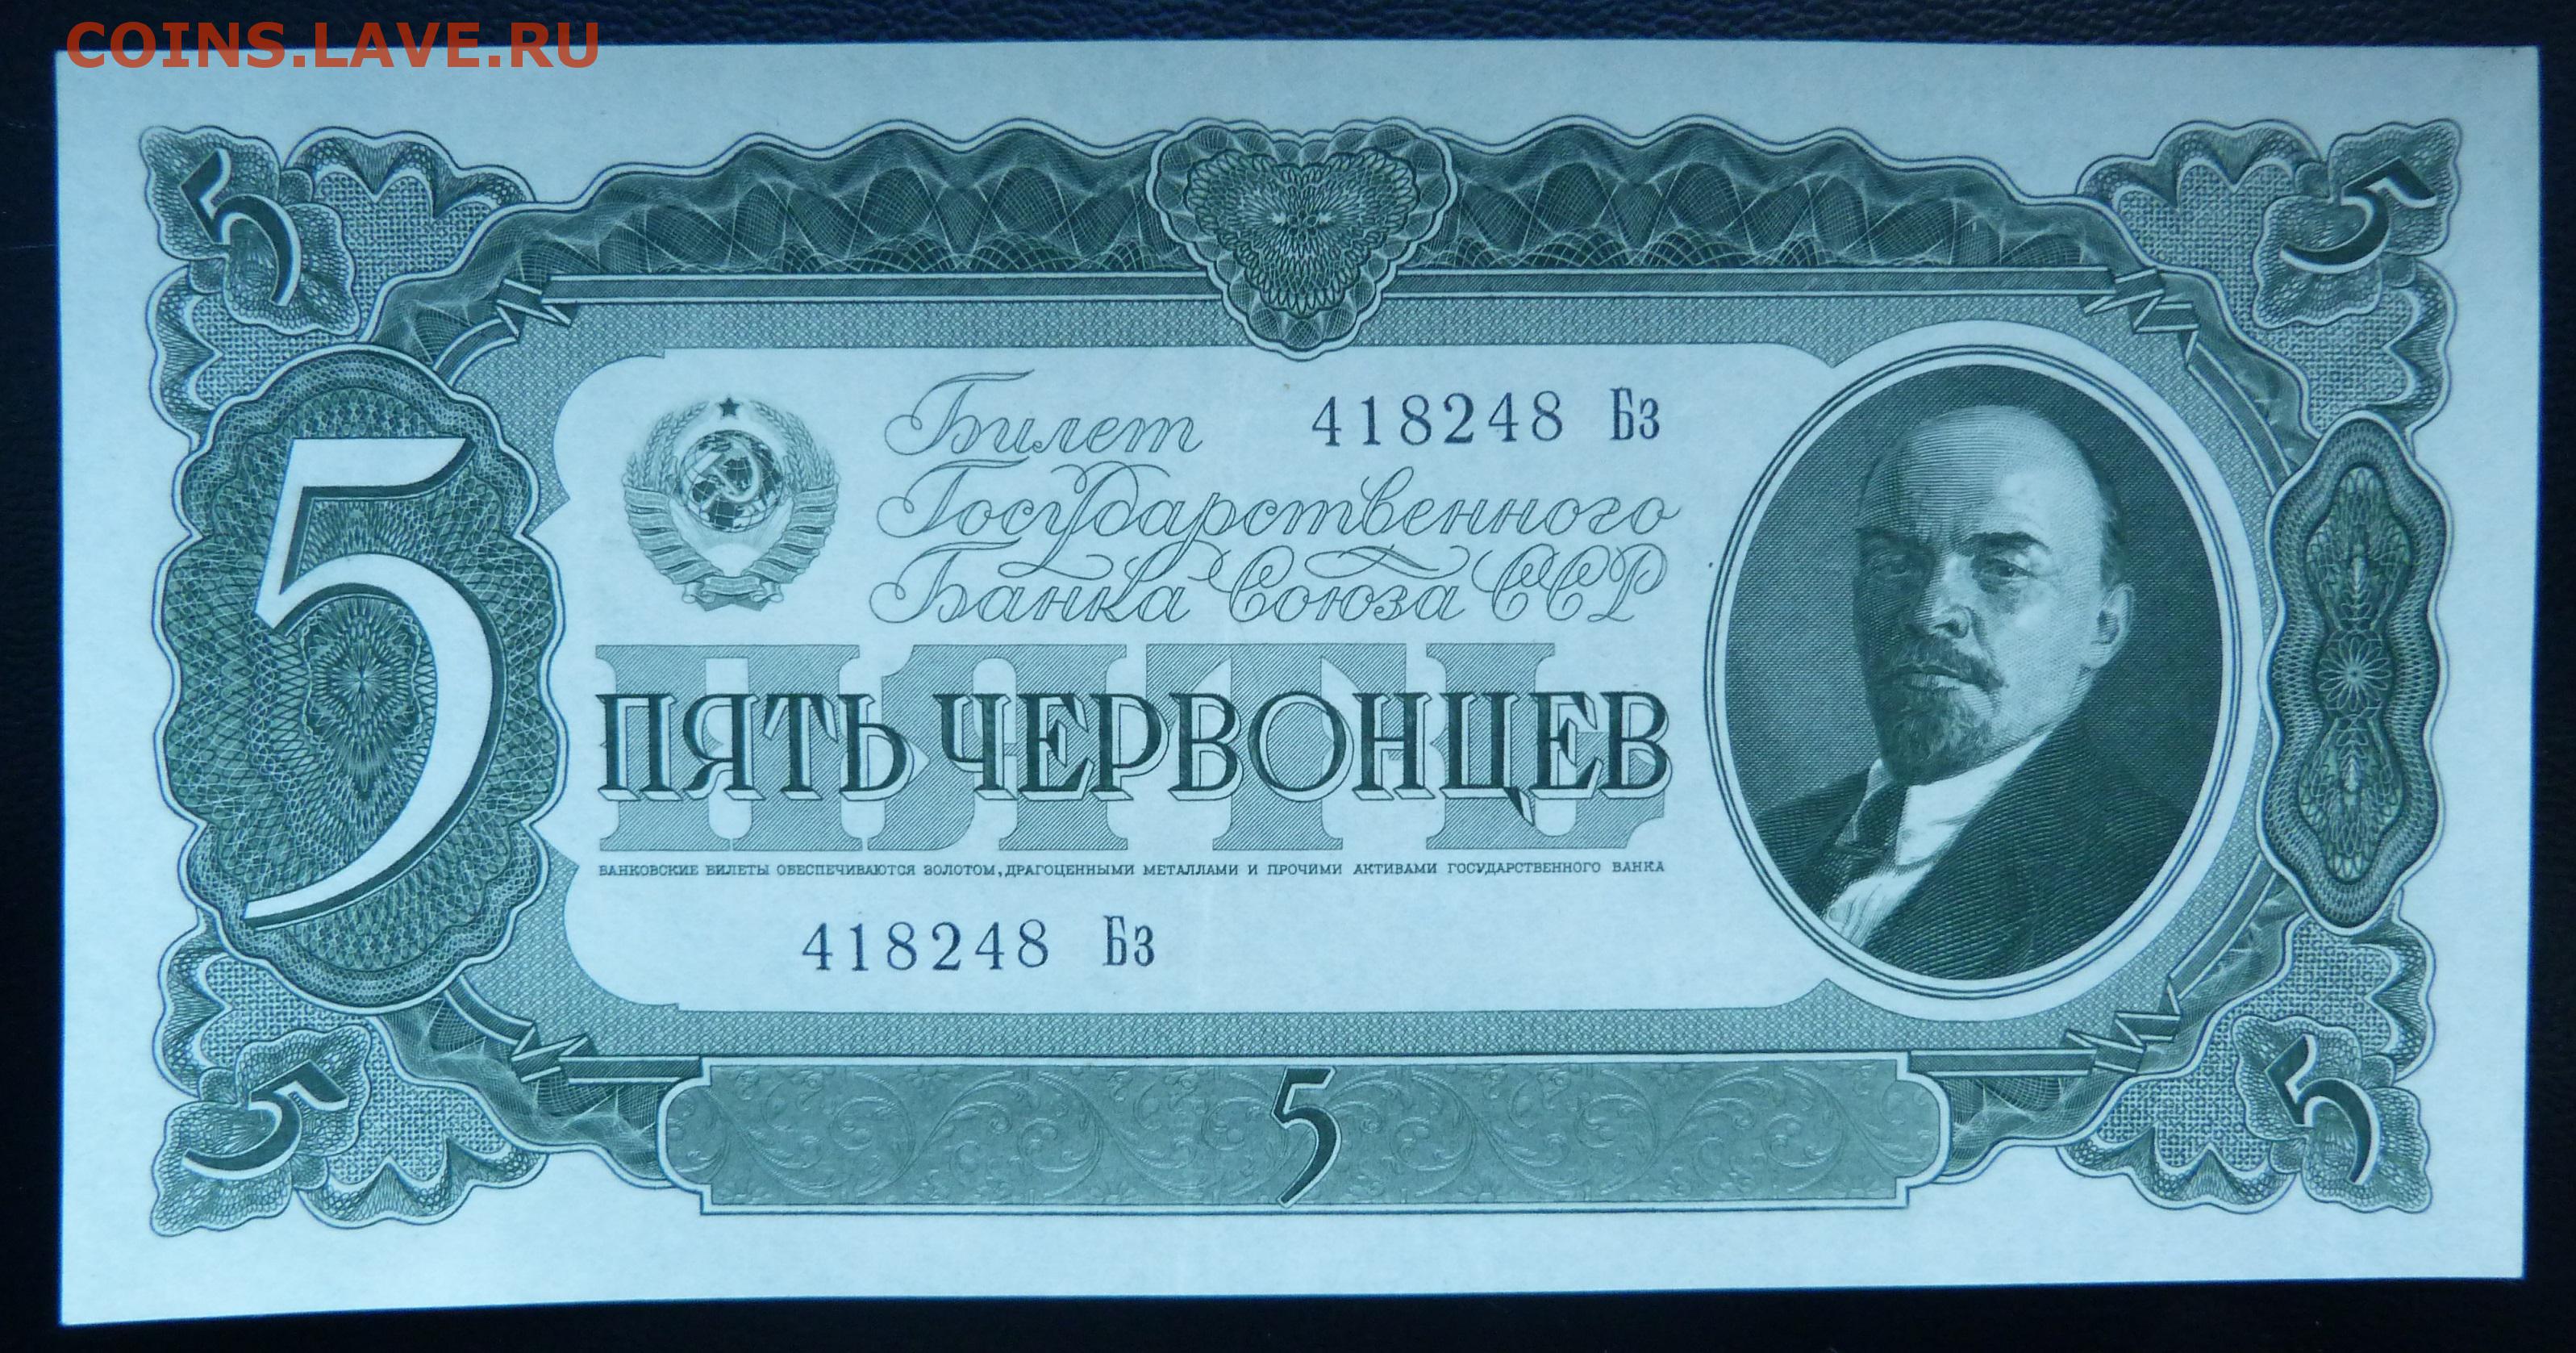 COINS.LAVE.RU
5
5
5
Билет 418248 Бз
Государственного
Банка Союза ССР
ПЯТЬ
ПЯТЬ ЧЕРВОНЦЕВ
БАНКОВСКИЕ БИЛЕТЫ ОБЕСПЕЧИВАЮТСЯ ЗОЛОТОМ, ДРАГОЦЕННЫМИ МЕТАЛЛАМИ И ПРОЧИМИ АКТИВАМИ ГОСУДАРСТВЕННОГО БАНКА
418248 Бз
5
5
5